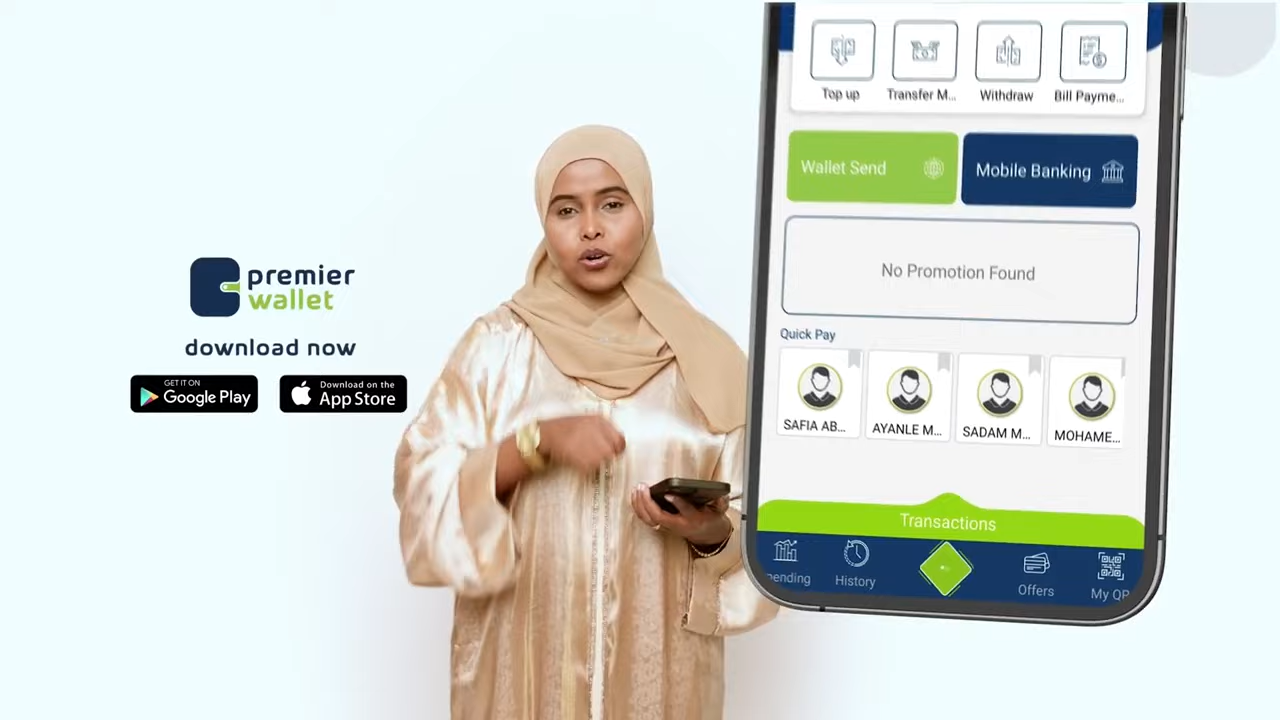 premier
wallet
download now
GET IT ON
Google Play
Download on the
App Store
Top up
Transfer M...
Withdraw
Bill Payme...
Wallet Send
Mobile Banking
No Promotion Found
Quick Pay
SAFIA AB...
AYANLE M...
SADAM M...
MOHAME...
Transactions
ending
History
Offers
My QR